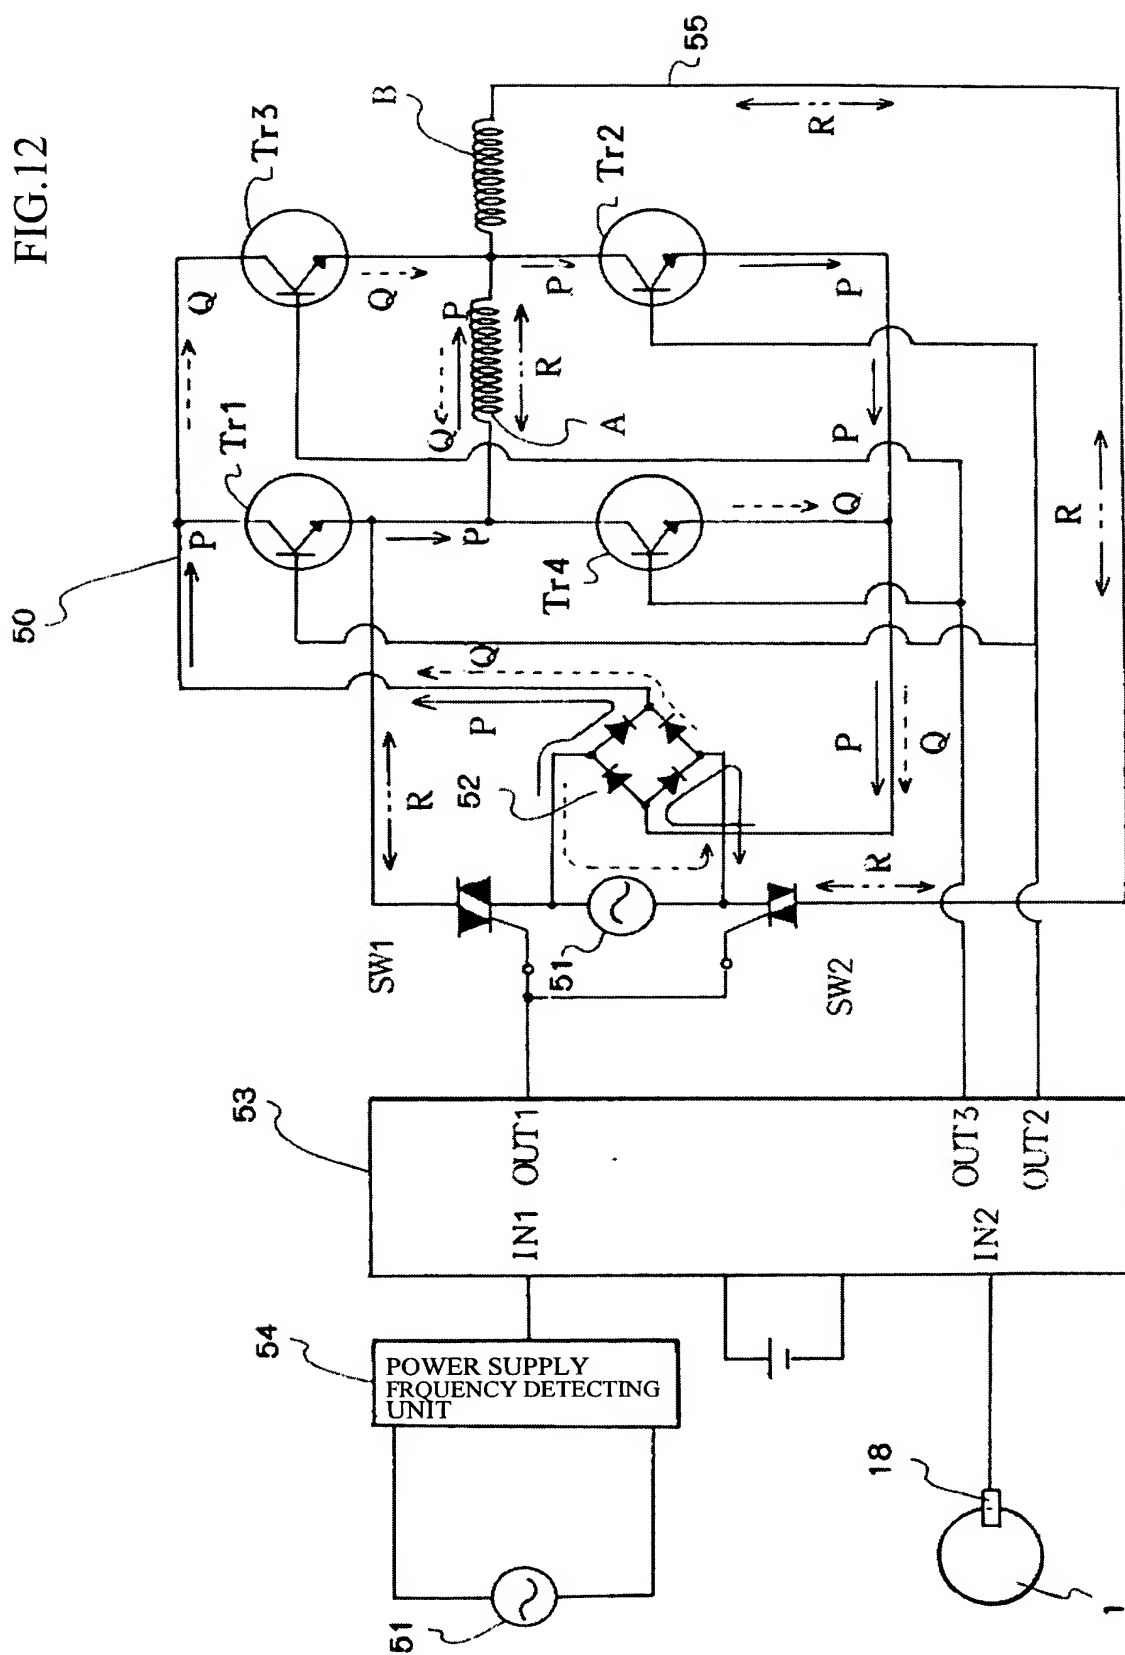 FIG.12
50
55
Tr3
Q
Q
B
Tr1
P
P
Q
P
A
R
P
Tr2
P
R
Tr4
Q
P
R
Q
P
R
52
P
Q
SW1
51
SW2
R
53
OUT1
OUT3
OUT2
IN1
IN2
54
POWER SUPPLY
FRQUENCY DETECTING
UNIT
51
18
1